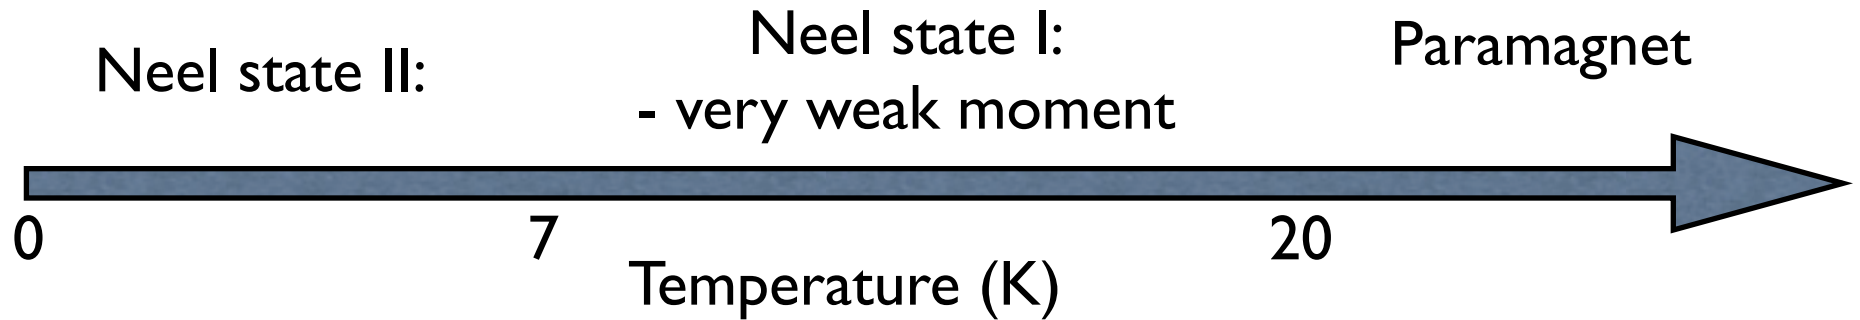 Neel state II:
Neel state I:
- very weak moment
Paramagnet
0
7
20
Temperature (K)